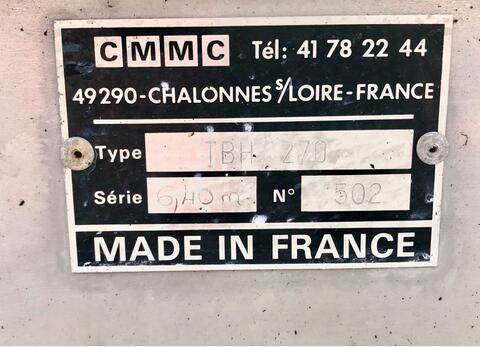 CMMC Tél: 41 78 22 44
49290-CHALONNES S/LOIRE-FRANCE
Type TBH 270
Série 6,40 m N° 502
MADE IN FRANCE